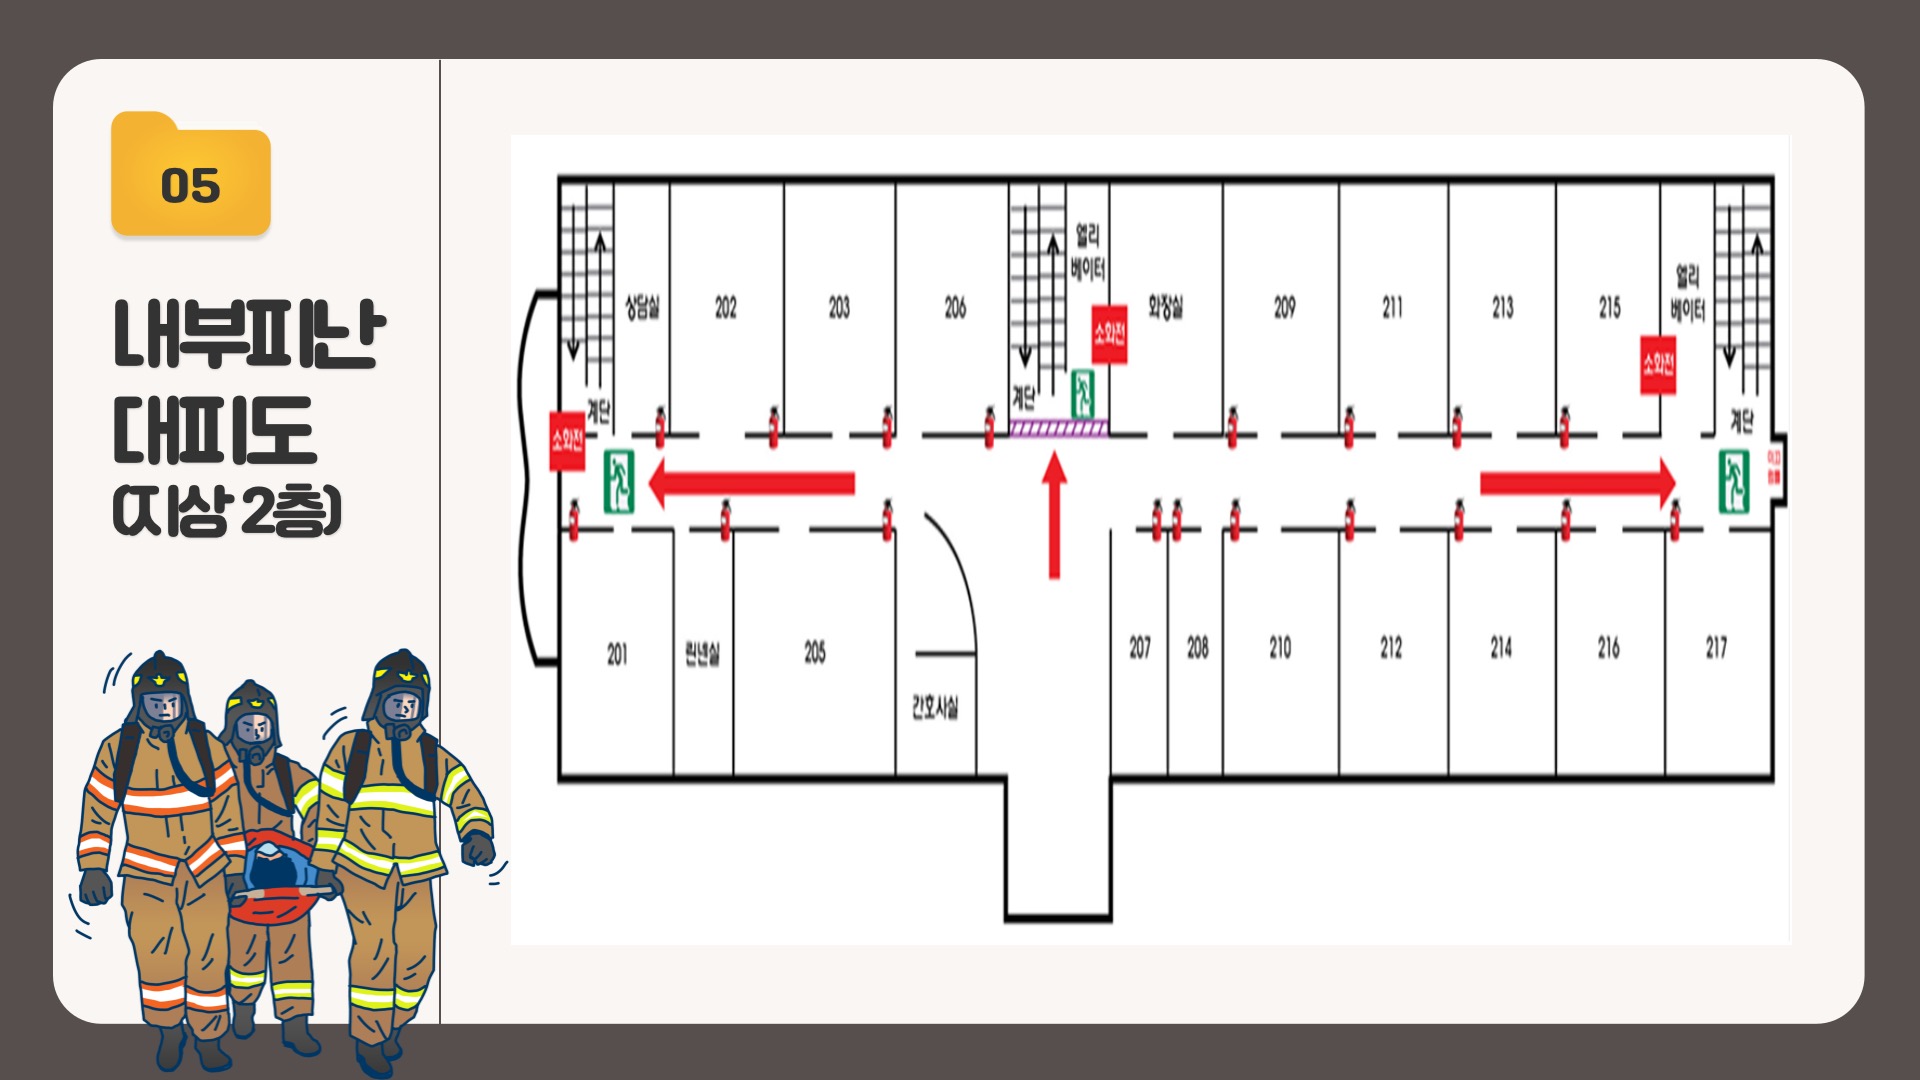 05
내부피난
대피도
(지상 2층)
상담실
202
203
206
엘리
베이터
화장실
209
211
213
215
엘리
베이터
소화전
소화전
계단
계단
계단
소화전
201
린넨실
205
간호사실
207
208
210
212
214
216
217